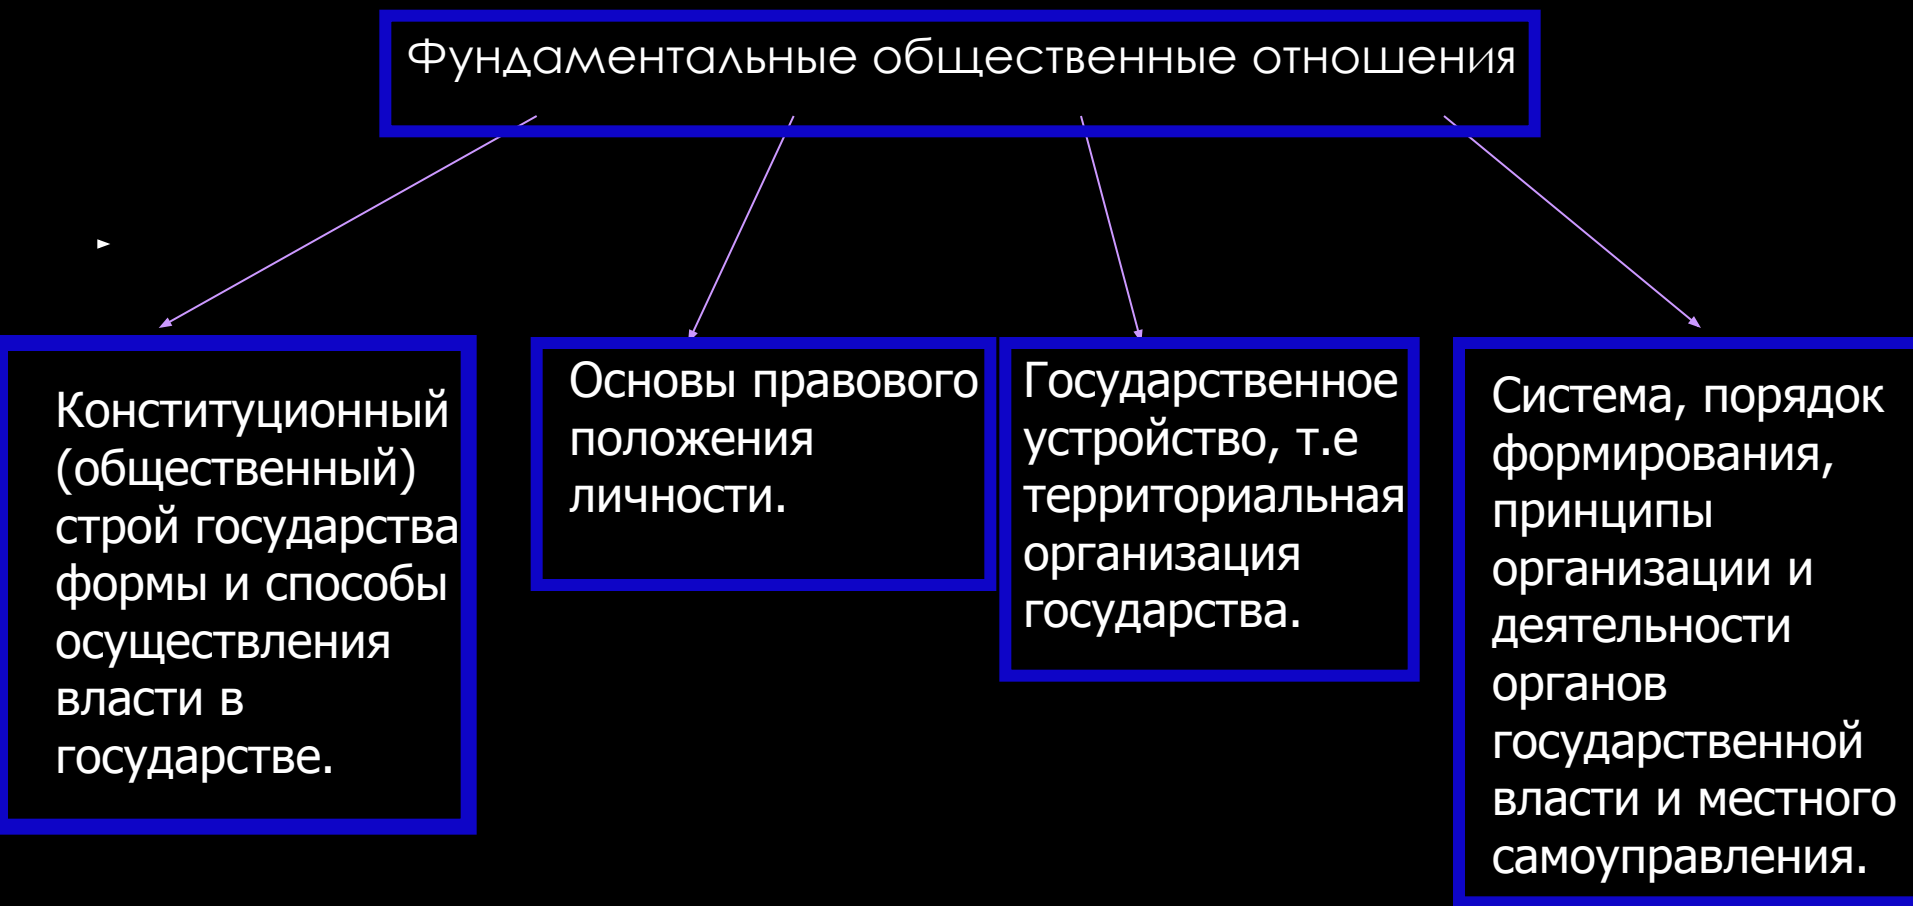 Фундаментальные общественные отношения
Конституционный
(общественный)
строй государства
формы и способы
осуществления
власти в
государстве.
Основы правового
положения
личности.
Государственное
устройство, т.е
территориальная
организация
государства.
Система, порядок
формирования,
принципы
организации и
деятельности
органов
государственной
власти и местного
самоуправления.